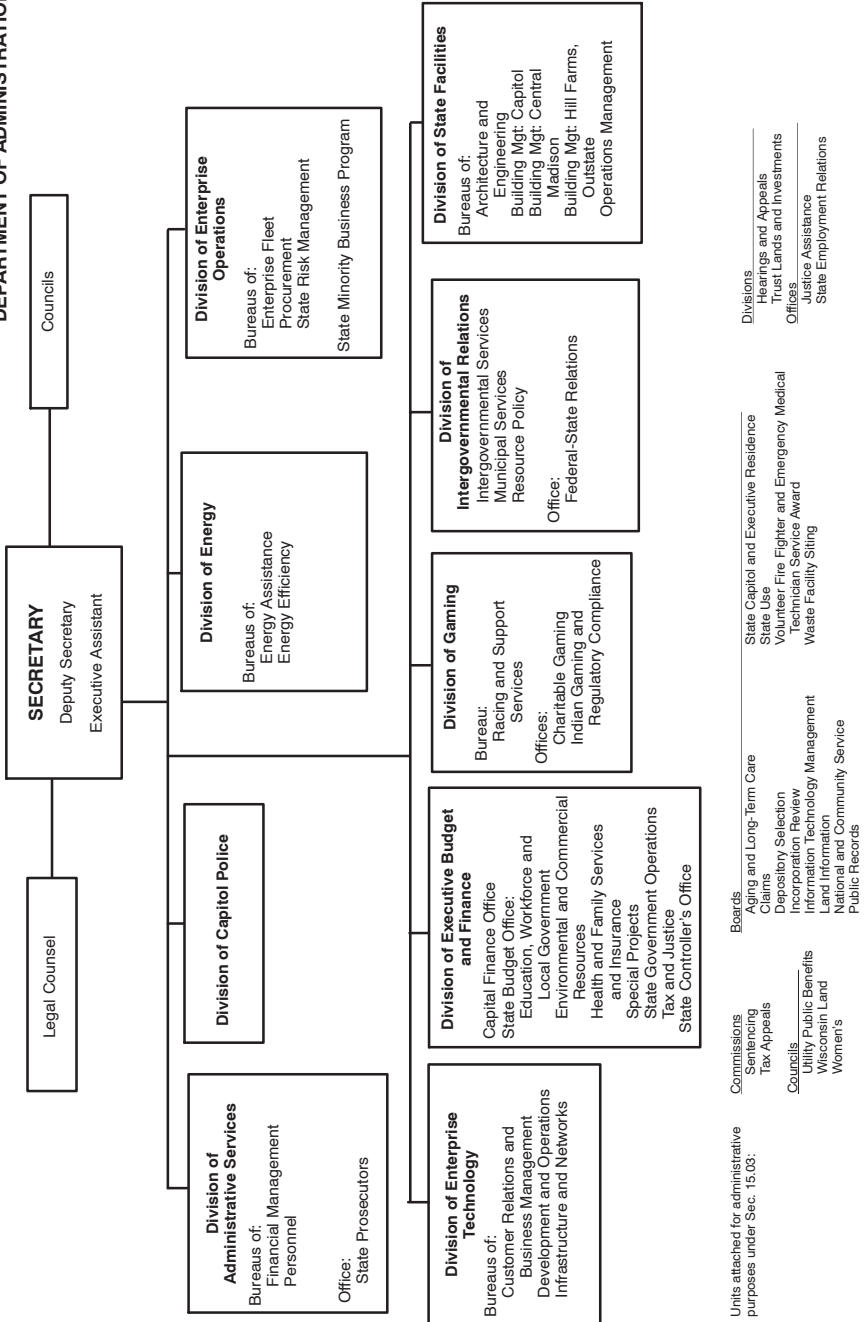 DEPARTMENT OF ADMINISTRATION
Legal Counsel
SECRETARY
Deputy Secretary
Executive Assistant
Councils
Division of
Administrative Services
Bureaus of:
Financial Management
Personnel
Office:
State Prosecutors
Division of Capitol Police
Division of Energy
Bureaus of:
Energy Assistance
Energy Efficiency
Division of Enterprise
Operations
Bureaus of:
Enterprise Fleet
Procurement
State Risk Management
State Minority Business Program
Division of Enterprise
Technology
Bureaus of:
Customer Relations and
Business Management
Development and Operations
Infrastructure and Networks
Division of Executive Budget
and Finance
Capital Finance Office
State Budget Office:
Education, Workforce and
Local Government
Environmental and Commercial
Resources
Health and Family Services
and Insurance
Special Projects
State Government Operations
Tax and Justice
State Controller's Office
Division of Gaming
Bureau:
Racing and Support
Services
Offices:
Charitable Gaming
Indian Gaming and
Regulatory Compliance
Division of
Intergovernmental Relations
Intergovernmental Services
Municipal Services
Resource Policy
Office:
Federal-State Relations
Division of State Facilities
Bureaus of:
Architecture and
Engineering
Building Mgt: Capitol
Building Mgt: Central
Madison
Building Mgt: Hill Farms,
Outstate
Operations Management
Units attached for administrative
purposes under Sec. 15.03:
Commissions
Sentencing
Tax Appeals
Councils
Utility Public Benefits
Wisconsin Land
Women's
Boards
Aging and Long-Term Care
Claims
Depository Selection
Incorporation Review
Information Technology Management
Land Information
National and Community Service
Public Records
State Capitol and Executive Residence
State Use
Volunteer Fire Fighter and Emergency Medical
Technician Service Award
Waste Facility Siting
Divisions
Hearings and Appeals
Trust Lands and Investments
Offices
Justice Assistance
State Employment Relations